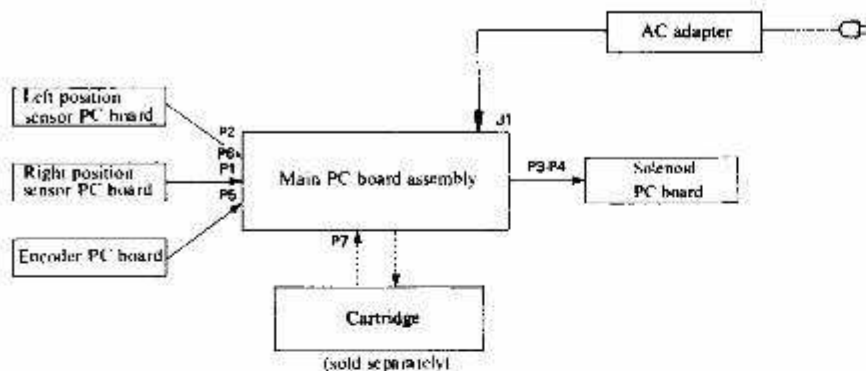 AC adapter
J1
Left position
sensor PC board
P2
P6
P1
Right position
sensor PC board
P5
Main PC board assembly
P3-P4
Solenoid
PC board
Encoder PC board
P7
Cartridge
(sold separately)